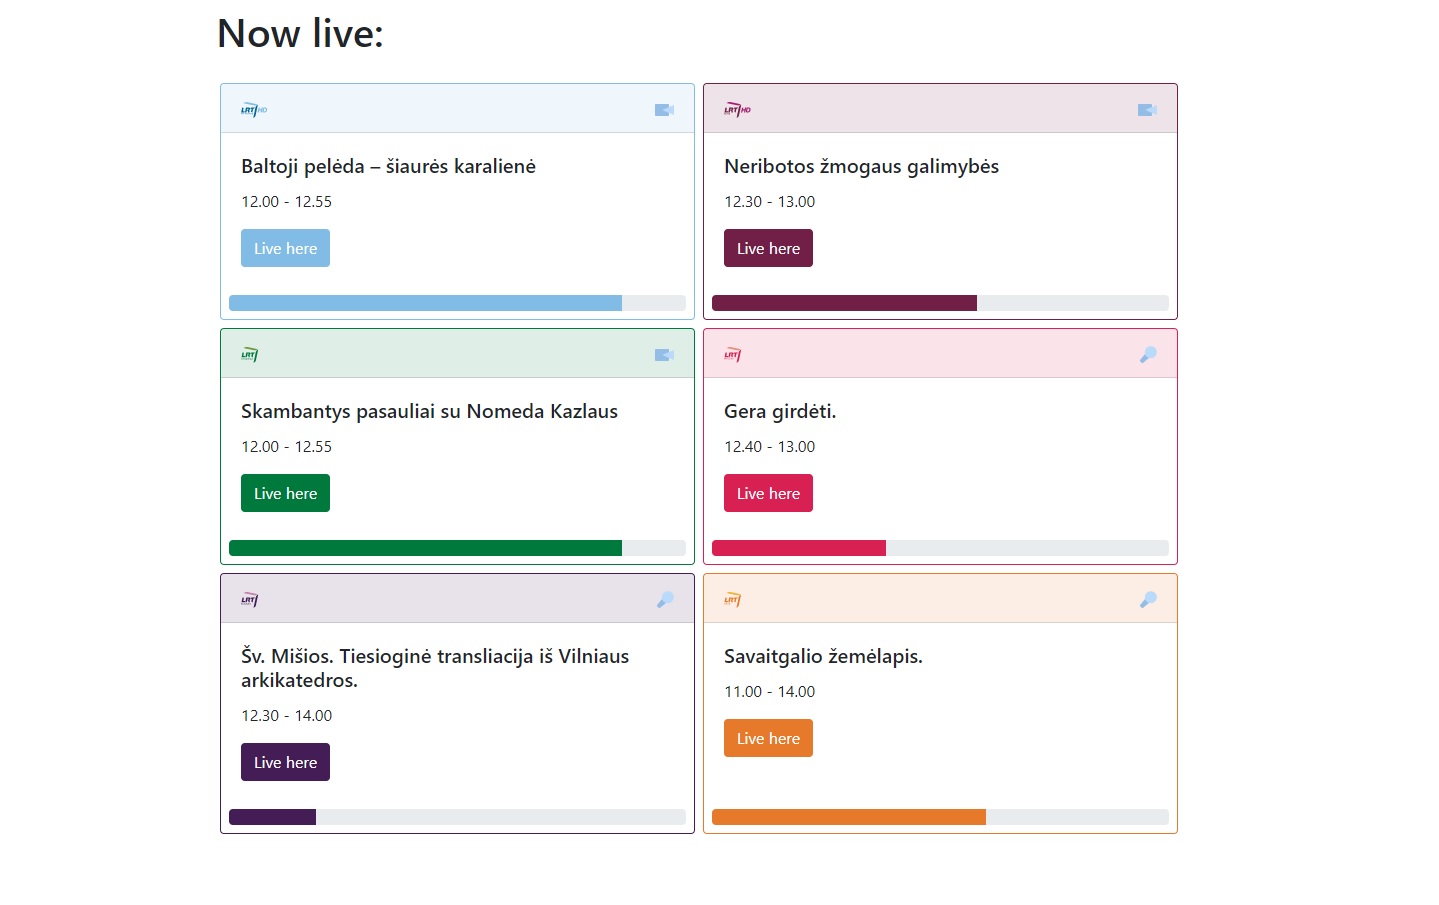 Now live:
LRT HD
Baltoji pelėda – šiaurės karalienė
12.00 - 12.55
Live here
LRT HD
Neribotos žmogaus galimybės
12.30 - 13.00
Live here
LRT
Skambantys pasauliai su Nomeda Kazlaus
12.00 - 12.55
Live here
LRT
Gera girdėti.
12.40 - 13.00
Live here
LRT
Šv. Mišios. Tiesioginė transliacija iš Vilniaus
arkikatedros.
12.30 - 14.00
Live here
LRT
Savaitgalio žemėlapis.
11.00 - 14.00
Live here